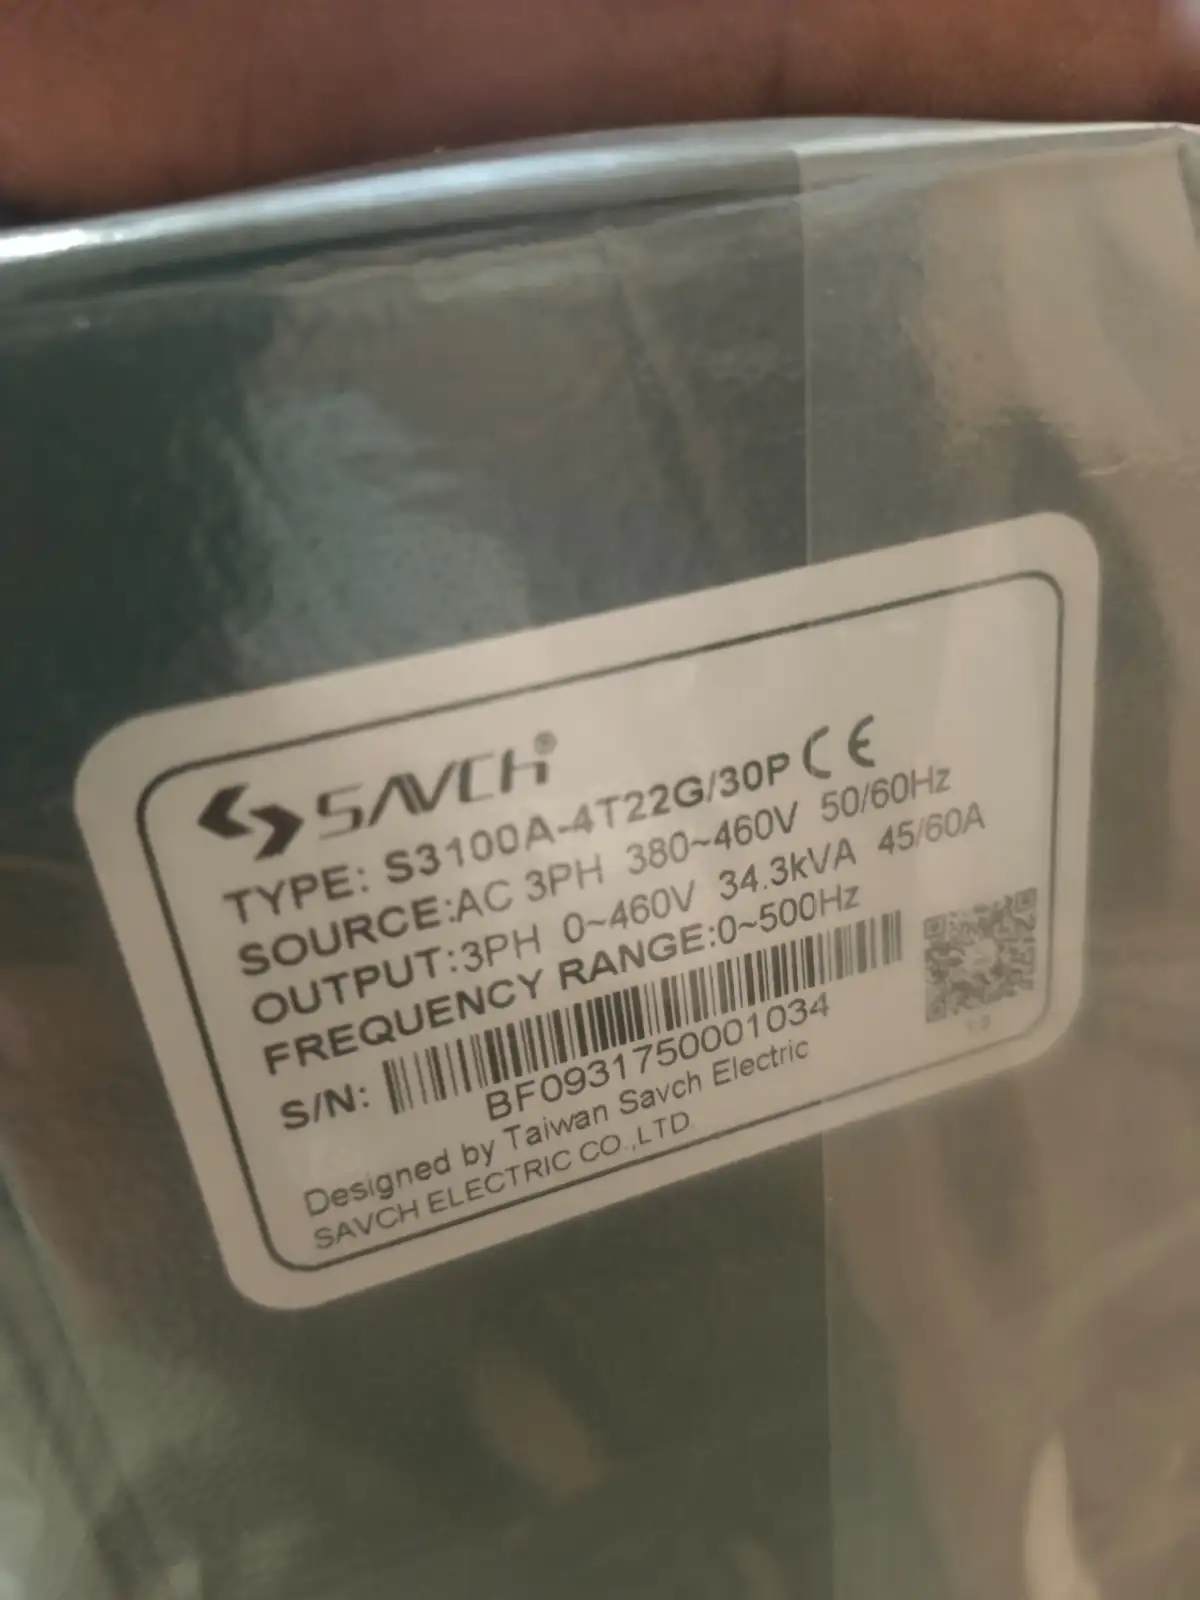 SAVCH®
TYPE: S3100A-4T22G/30P CE
SOURCE:AC 3PH 380~460V 50/60Hz
OUTPUT:3PH 0~460V 34.3kVA 45/60A
FREQUENCY RANGE:0~500Hz
S/N:
BF0931750001034
Designed by Taiwan Savch Electric
SAVCH ELECTRIC CO.,LTD